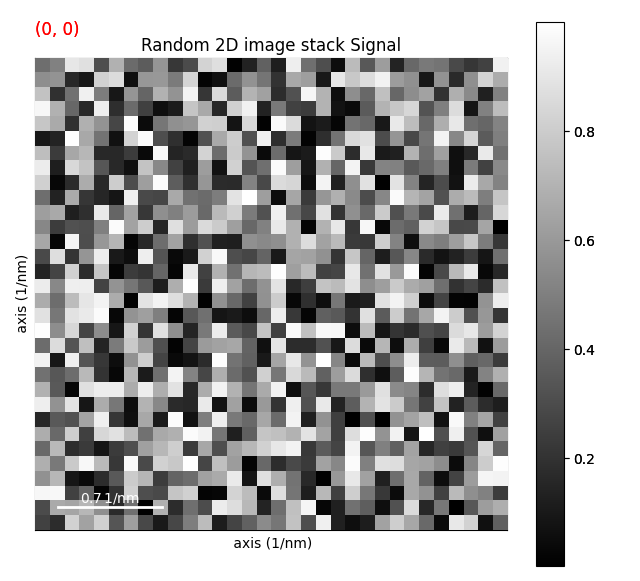 (0, 0)
Random 2D image stack Signal
axis (1/nm)
0.7 1/nm
axis (1/nm)
0.8
0.6
0.4
0.2